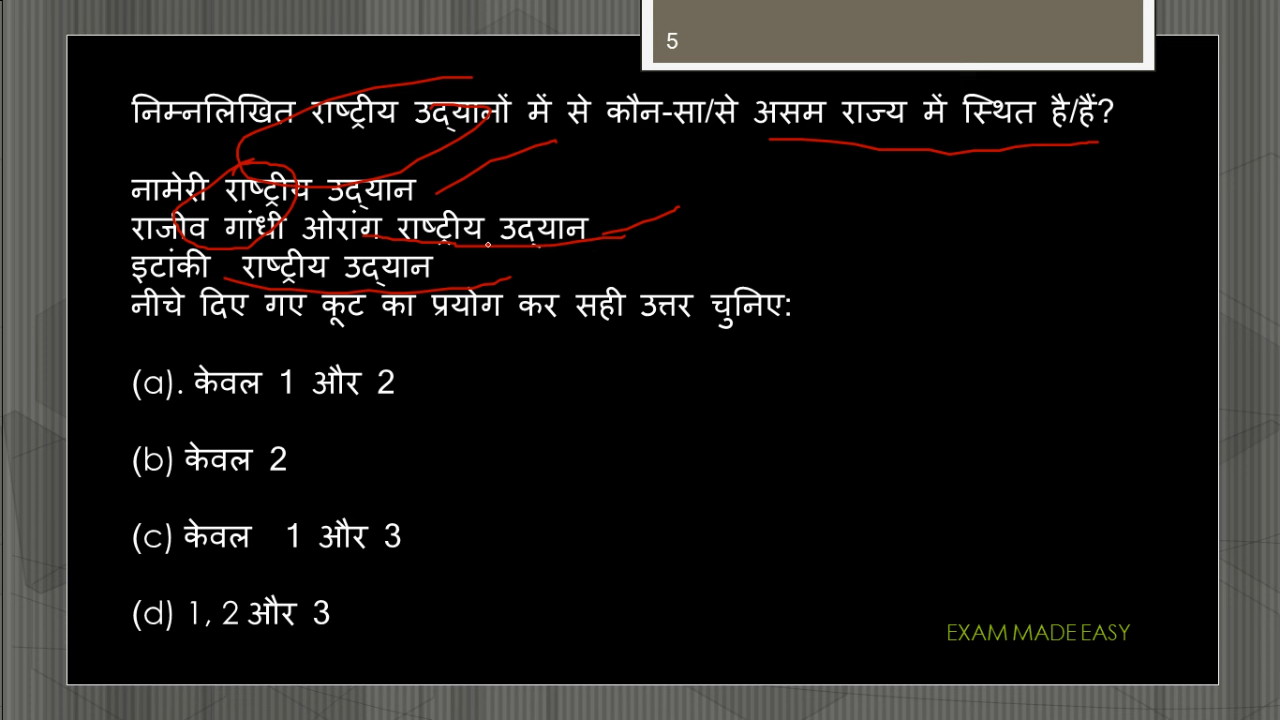 5
निम्नलिखित राष्ट्रीय उद्यानों में से कौन-सा/से असम राज्य में स्थित है/हैं?
नामेरी राष्ट्रीय उद्यान
राजीव गांधी ओरांग राष्ट्रीय उद्यान
इटांकी राष्ट्रीय उद्यान
नीचे दिए गए कूट का प्रयोग कर सही उत्तर चुनिए:
(a). केवल 1 और 2
(b) केवल 2
(c) केवल 1 और 3
(d) 1, 2 और 3
EXAM MADE EASY